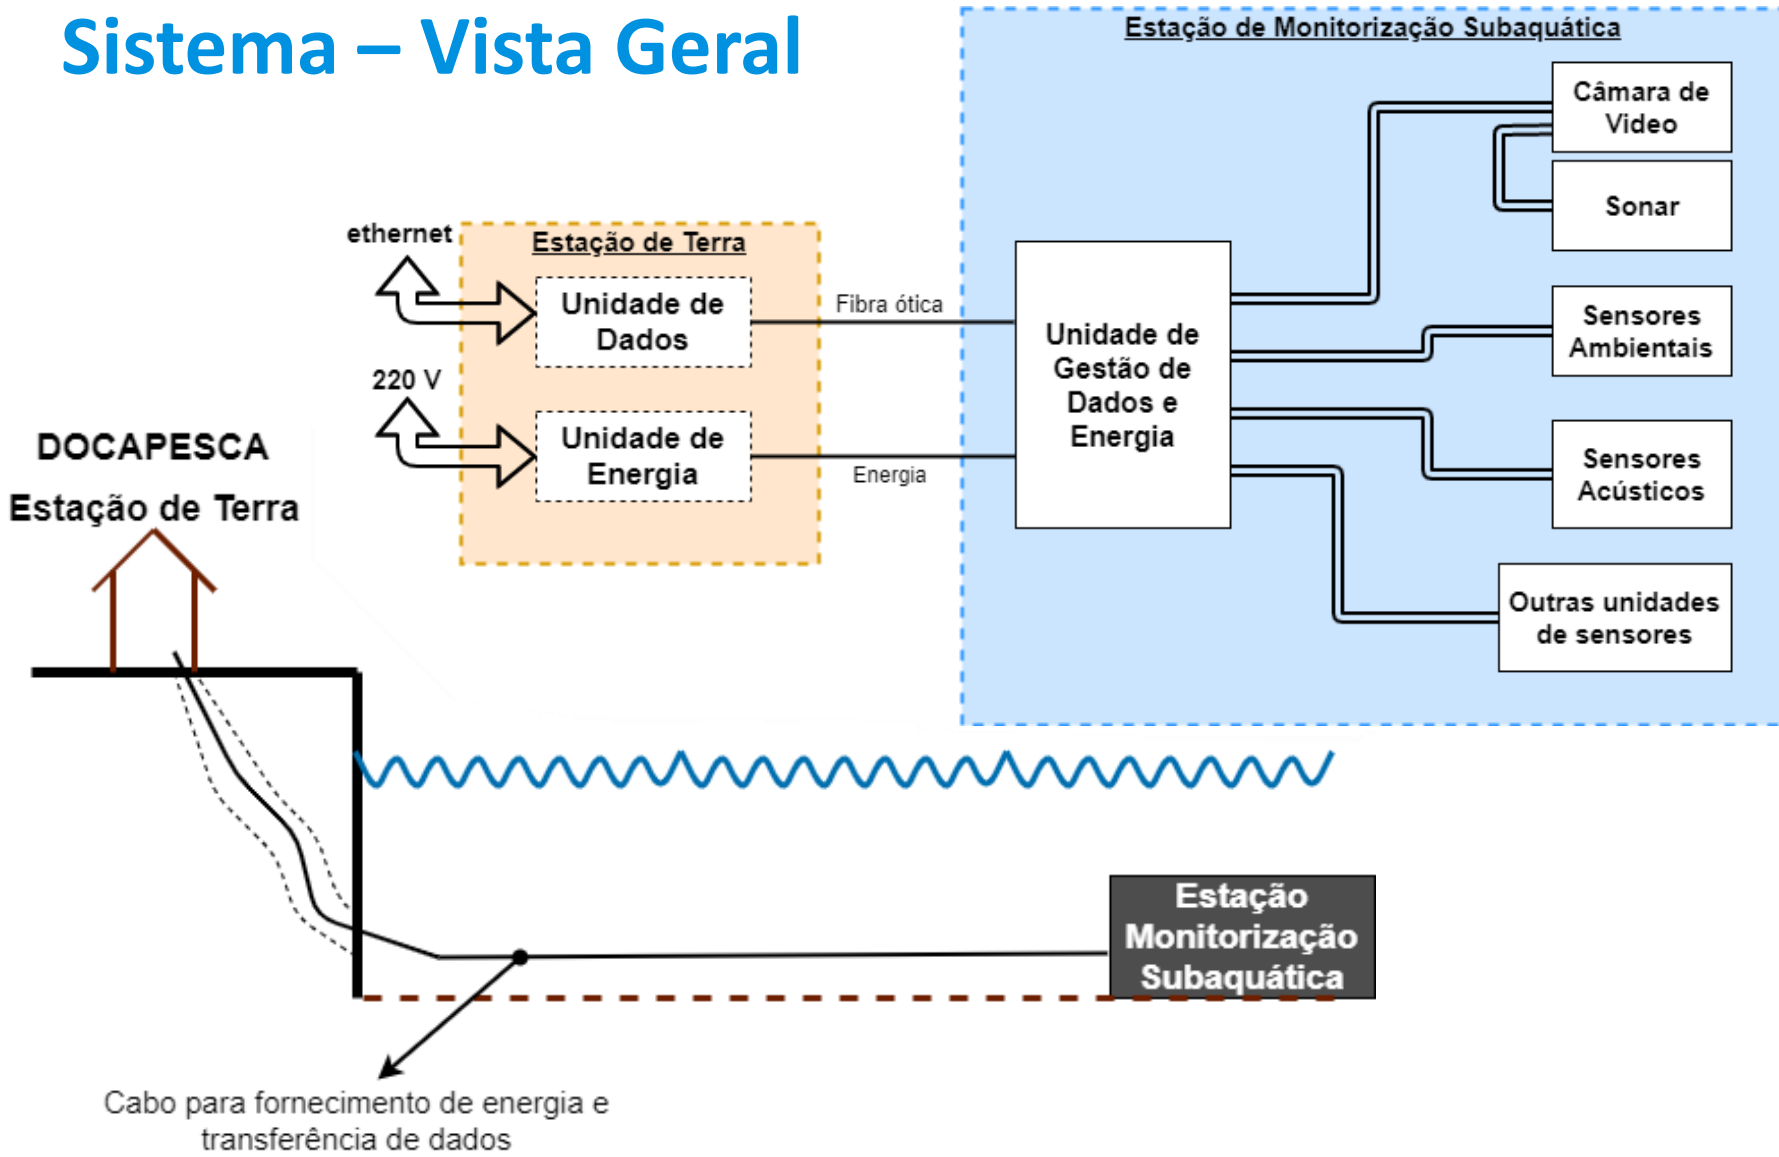 Sistema – Vista Geral
Estação de Monitorização Subaquática
Câmara de
Video
Sonar
ethernet
Estação de Terra
Unidade de
Dados
Fibra ótica
Unidade de
Gestão de
Dados e
Energia
Sensores
Ambientais
220 V
Unidade de
Energia
Energia
Sensores
Acústicos
DOCAPESCA
Estação de Terra
Outras unidades
de sensores
Estação
Monitorização
Subaquática
Cabo para fornecimento de energia e
transferência de dados